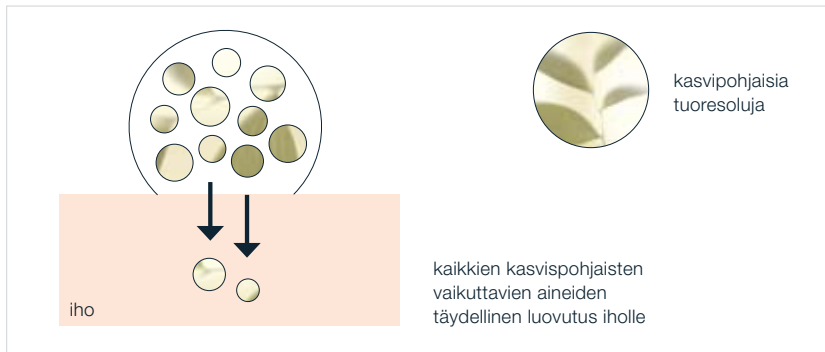 kasvipohjaisia
tuoresoluja
iho
kaikkien kasvispohjaisten
vaikuttavien aineiden
täydellinen luovutus iholle